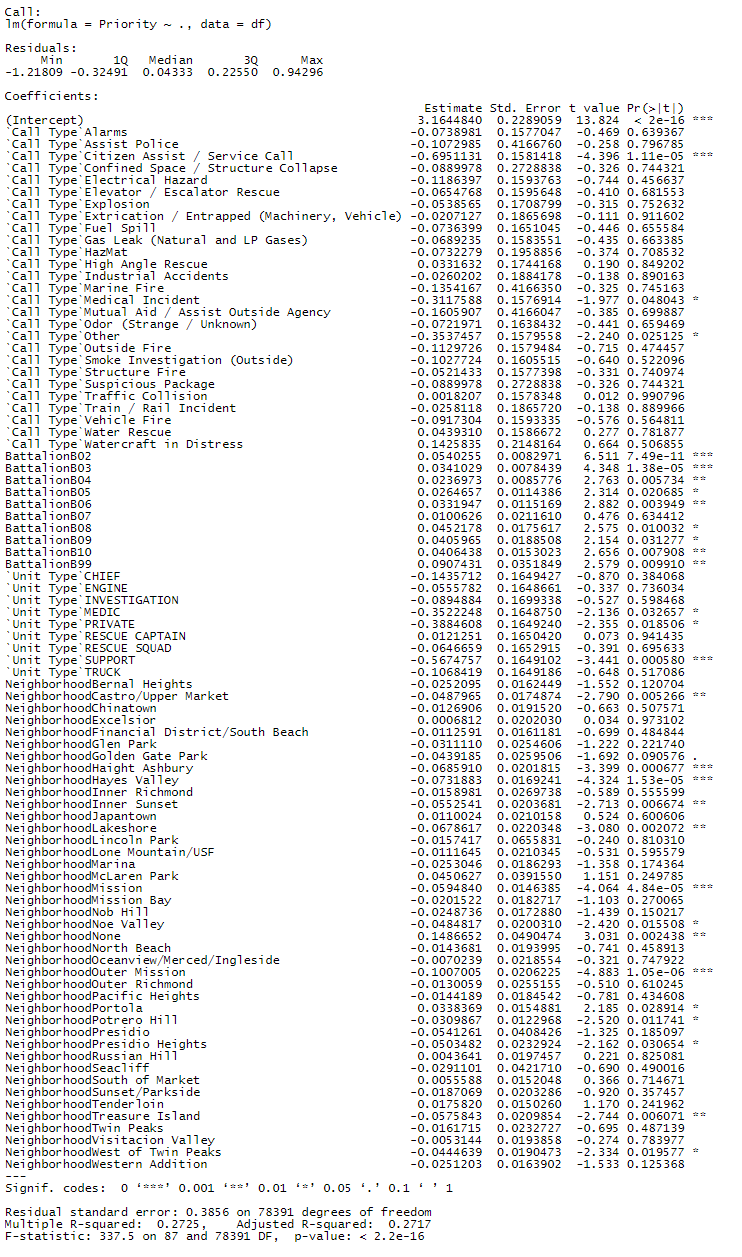 Call:
lm(formula = Priority ~ ., data = df)
Residuals:
Min 1Q Median 3Q Max
-1.21809 -0.32491 0.04333 0.22550 0.94296
Coefficients:
Estimate Std. Error t value Pr(>|t|)
(Intercept) 3.1644840 0.2289059 13.824 < 2e-16 ***
`Call Type`Alarms -0.0738981 0.1577047 -0.469 0.639367
`Call Type`Assist Police -0.1072985 0.4166760 -0.258 0.796785
`Call Type`Citizen Assist / Service Call -0.6951131 0.1581418 -4.396 1.11e-05 ***
`Call Type`Confined Space / Structure Collapse -0.0889978 0.2728838 -0.326 0.744321
`Call Type`Electrical Hazard -0.1186397 0.1593763 -0.744 0.456637
`Call Type`Elevator / Escalator Rescue -0.0654768 0.1595648 -0.410 0.681553
`Call Type`Explosion -0.0538565 0.1708799 -0.315 0.752632
`Call Type`Extrication / Entrapped (Machinery, Vehicle) -0.0207127 0.1865698 -0.111 0.911602
`Call Type`Fuel Spill -0.0736399 0.1651045 -0.446 0.655584
`Call Type`Gas Leak (Natural and LP Gases) -0.0689235 0.1583551 -0.435 0.663385
`Call Type`HazMat -0.0732279 0.1958856 -0.374 0.708532
`Call Type`High Angle Rescue 0.0331632 0.1744168 0.190 0.849202
`Call Type`Industrial Accidents -0.0260202 0.1884178 -0.138 0.890163
`Call Type`Marine Fire -0.1354167 0.4166350 -0.325 0.745163
`Call Type`Medical Incident -0.3117588 0.1576914 -1.977 0.048043 *
`Call Type`Mutual Aid / Assist Outside Agency -0.1605907 0.4166047 -0.385 0.699887
`Call Type`Odor (Strange / Unknown) -0.0721971 0.1638432 -0.441 0.659469
`Call Type`Other -0.3537457 0.1579558 -2.240 0.025125 *
`Call Type`Outside Fire -0.1129726 0.1579484 -0.715 0.474457
`Call Type`Smoke Investigation (Outside) -0.1027724 0.1605515 -0.640 0.522096
`Call Type`Structure Fire -0.0521433 0.1577398 -0.331 0.740974
`Call Type`Suspicious Package -0.0889978 0.2728838 -0.326 0.744321
`Call Type`Traffic Collision 0.0018207 0.1578348 0.012 0.990796
`Call Type`Train / Rail Incident -0.0258118 0.1865720 -0.138 0.889966
`Call Type`Vehicle Fire -0.0917304 0.1593335 -0.576 0.564811
`Call Type`Water Rescue 0.0439310 0.1586672 0.277 0.781877
`Call Type`Watercraft in Distress 0.1425835 0.2148164 0.664 0.506855
BattalionB02 0.0540255 0.0082971 6.511 7.49e-11 ***
BattalionB03 0.0341029 0.0078439 4.348 1.38e-05 ***
BattalionB04 0.0236973 0.0085776 2.763 0.005734 **
BattalionB05 0.0264657 0.0114386 2.314 0.020685 *
BattalionB06 0.0331947 0.0115169 2.882 0.003949 **
BattalionB07 0.0100626 0.0211610 0.476 0.634412
BattalionB08 0.0452178 0.0175617 2.575 0.010032 *
BattalionB09 0.0405965 0.0188508 2.154 0.031277 *
BattalionB10 0.0406438 0.0153023 2.656 0.007908 **
BattalionB99 0.0907431 0.0351849 2.579 0.009910 **
`Unit Type`CHIEF -0.1435712 0.1649427 -0.870 0.384068
`Unit Type`ENGINE -0.0555782 0.1648661 -0.337 0.736034
`Unit Type`INVESTIGATION -0.0894884 0.1699338 -0.527 0.598468
`Unit Type`MEDIC -0.3522248 0.1648750 -2.136 0.032657 *
`Unit Type`PRIVATE -0.3884608 0.1649240 -2.355 0.018506 *
`Unit Type`RESCUE CAPTAIN 0.0121251 0.1650420 0.073 0.941435
`Unit Type`RESCUE SQUAD -0.0646659 0.1652915 -0.391 0.695633
`Unit Type`SUPPORT -0.5674757 0.1649102 -3.441 0.000580 ***
`Unit Type`TRUCK -0.1068419 0.1649186 -0.648 0.517086
NeighborhoodBernal Heights -0.0252095 0.0162449 -1.552 0.120704
NeighborhoodCastro/Upper Market -0.0487965 0.0174874 -2.790 0.005266 **
NeighborhoodChinatown -0.0126906 0.0191520 -0.663 0.507571
NeighborhoodExcelsior 0.0006812 0.0202030 0.034 0.973102
NeighborhoodFinancial District/South Beach -0.0112591 0.0161181 -0.699 0.484844
NeighborhoodGlen Park -0.0311110 0.0254606 -1.222 0.221740
NeighborhoodGolden Gate Park -0.0439185 0.0259506 -1.692 0.090576 .
NeighborhoodHaight Ashbury -0.0685910 0.0201815 -3.399 0.000677 ***
NeighborhoodHayes Valley -0.0731883 0.0169241 -4.324 1.53e-05 ***
NeighborhoodInner Richmond -0.0158981 0.0269738 -0.589 0.555599
NeighborhoodInner Sunset -0.0552541 0.0203681 -2.713 0.006674 **
NeighborhoodJapantown 0.0110024 0.0210158 0.524 0.600606
NeighborhoodLakeshore -0.0678617 0.0220348 -3.080 0.002072 **
NeighborhoodLincoln Park -0.0157417 0.0655831 -0.240 0.810310
NeighborhoodLone Mountain/USF -0.0111645 0.0210345 -0.531 0.595579
NeighborhoodMarina -0.0253046 0.0186293 -1.358 0.174364
NeighborhoodMcLaren Park 0.0450627 0.0391550 1.151 0.249785
NeighborhoodMission -0.0594840 0.0146385 -4.064 4.84e-05 ***
NeighborhoodMission Bay -0.0201522 0.0182717 -1.103 0.270065
NeighborhoodNob Hill -0.0248736 0.0172880 -1.439 0.150217
NeighborhoodNoe Valley -0.0484817 0.0200310 -2.420 0.015508 *
NeighborhoodNone 0.1486652 0.0490474 3.031 0.002438 **
NeighborhoodNorth Beach -0.0143681 0.0193995 -0.741 0.458913
NeighborhoodOceanview/Merced/Ingleside -0.0070239 0.0218554 -0.321 0.747922
NeighborhoodOuter Mission -0.1007005 0.0206225 -4.883 1.05e-06 ***
NeighborhoodOuter Richmond -0.0130059 0.0255155 -0.510 0.610245
NeighborhoodPacific Heights -0.0144189 0.0184542 -0.781 0.434608
NeighborhoodPortola 0.0338369 0.0154881 2.185 0.028914 *
NeighborhoodPotrero Hill -0.0309867 0.0122968 -2.520 0.011741 *
NeighborhoodPresidio -0.0541261 0.0408426 -1.325 0.185097
NeighborhoodPresidio Heights -0.0503482 0.0232924 -2.162 0.030654 *
NeighborhoodRussian Hill 0.0043641 0.0197457 0.221 0.825081
NeighborhoodSeacliff -0.0291101 0.0421710 -0.690 0.490016
NeighborhoodSouth of Market 0.0055588 0.0152048 0.366 0.714671
NeighborhoodSunset/Parkside -0.0187069 0.0203286 -0.920 0.357457
NeighborhoodTenderloin 0.0175820 0.0150260 1.170 0.241962
NeighborhoodTreasure Island -0.0575843 0.0209854 -2.744 0.006071 **
NeighborhoodTwin Peaks -0.0161715 0.0232727 -0.695 0.487139
NeighborhoodVisitacion Valley -0.0053144 0.0193858 -0.274 0.783977
NeighborhoodWest of Twin Peaks -0.0444639 0.0190473 -2.334 0.019577 *
NeighborhoodWestern Addition -0.0251203 0.0163902 -1.533 0.125368
---
Signif. codes: 0 ‘***’ 0.001 ‘**’ 0.01 ‘*’ 0.05 ‘.’ 0.1 ‘ ’ 1
Residual standard error: 0.3856 on 78391 degrees of freedom
Multiple R-squared: 0.2725, Adjusted R-squared: 0.2717
F-statistic: 337.5 on 87 and 78391 DF, p-value: < 2.2e-16